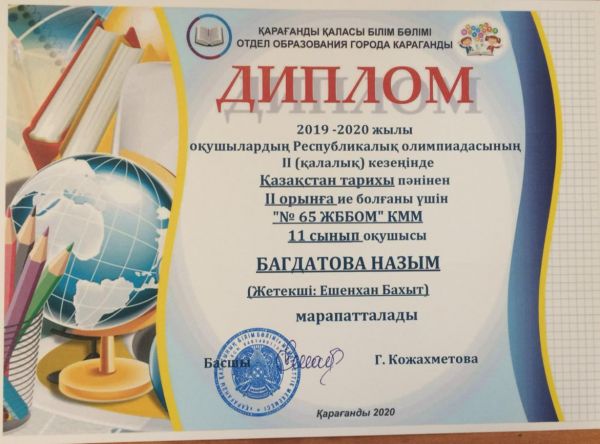 ҚАРАҒАНДЫ ҚАЛАСЫ БІЛІМ БӨЛІМІ
ОТДЕЛ ОБРАЗОВАНИЯ ГОРОДА КАРАГАНДЫ
ДИПЛОМ
2019 -2020 жылы
оқушылардың Республикалық олимпиадасының
ІІ (қалалық) кезеңінде
Қазақстан тарихы пәнінен
ІІ орынға ие болғаны үшін
"№ 65 ЖББОМ" КММ
11 сынып оқушысы
БАГДАТОВА НАЗЫМ
(Жетекші: Ешенхан Бахыт)
марапатталады
Басшы Г. Кожахметова
Қарағанды 2020